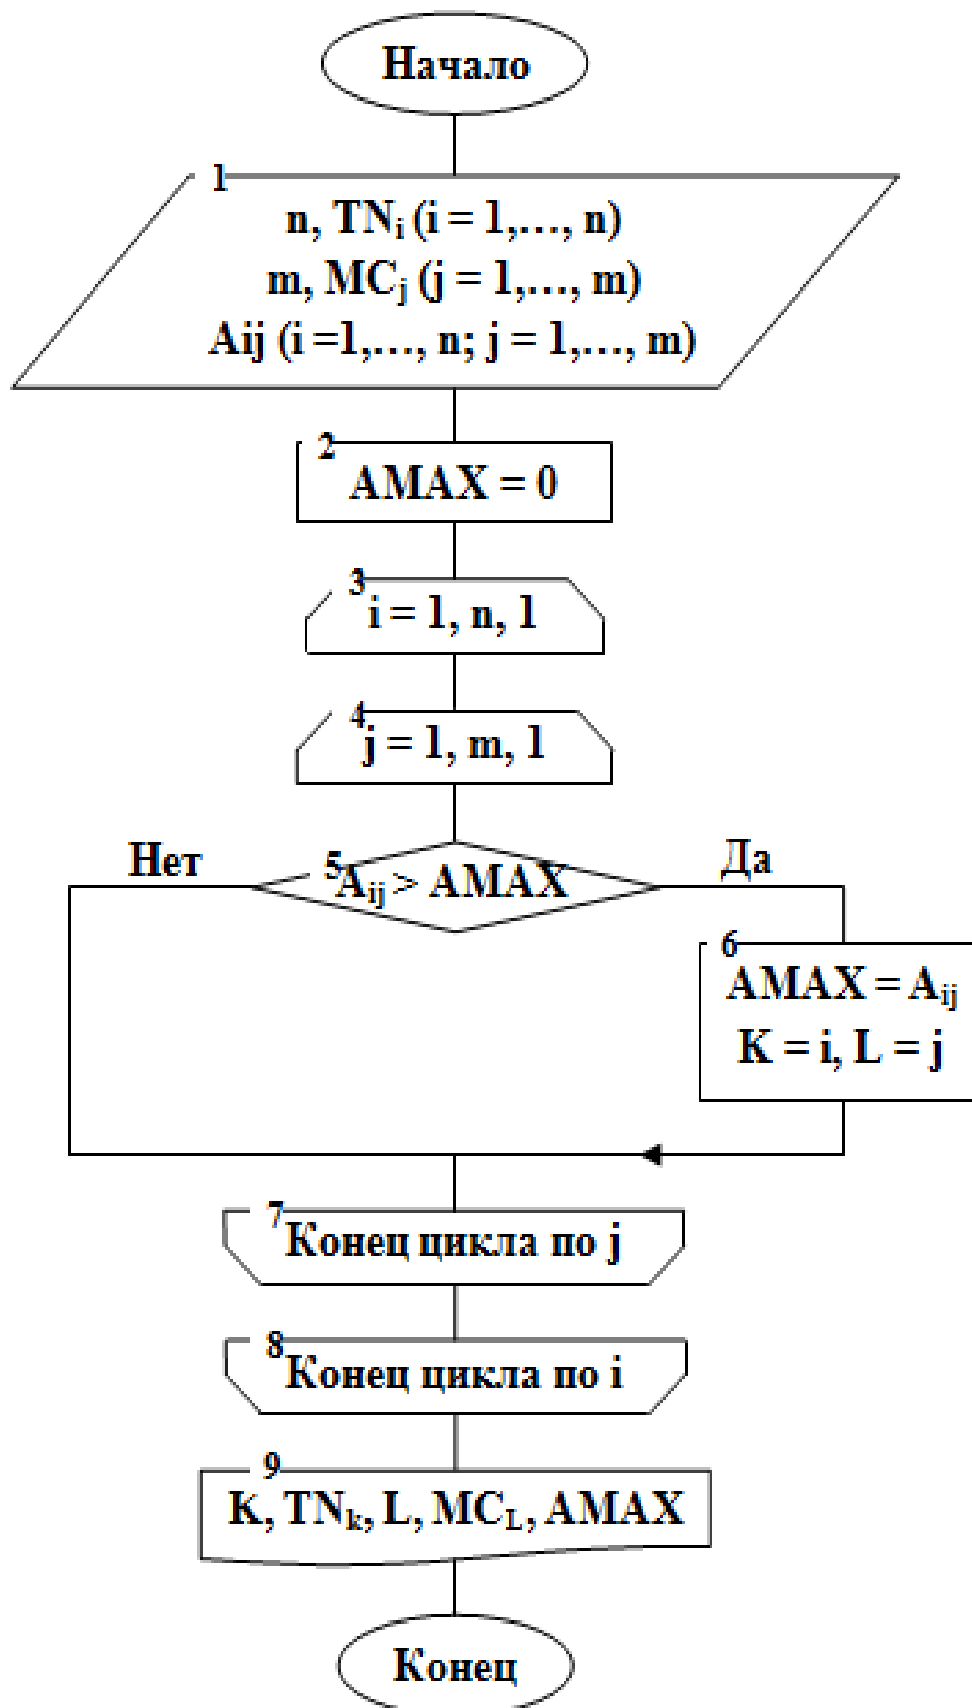 Начало
1
n, TNi (i = 1,..., n)
m, MCj (j = 1,..., m)
Aij (i =1,..., n; j = 1,..., m)
2
AMAX = 0
3
i = 1, n, 1
4
j = 1, m, 1
Нет
5
Aij > AMAX
Да
6
AMAX = Aij
K = i, L = j
7
Конец цикла по j
8
Конец цикла по i
9
K, TNk, L, MCL, AMAX
Конец